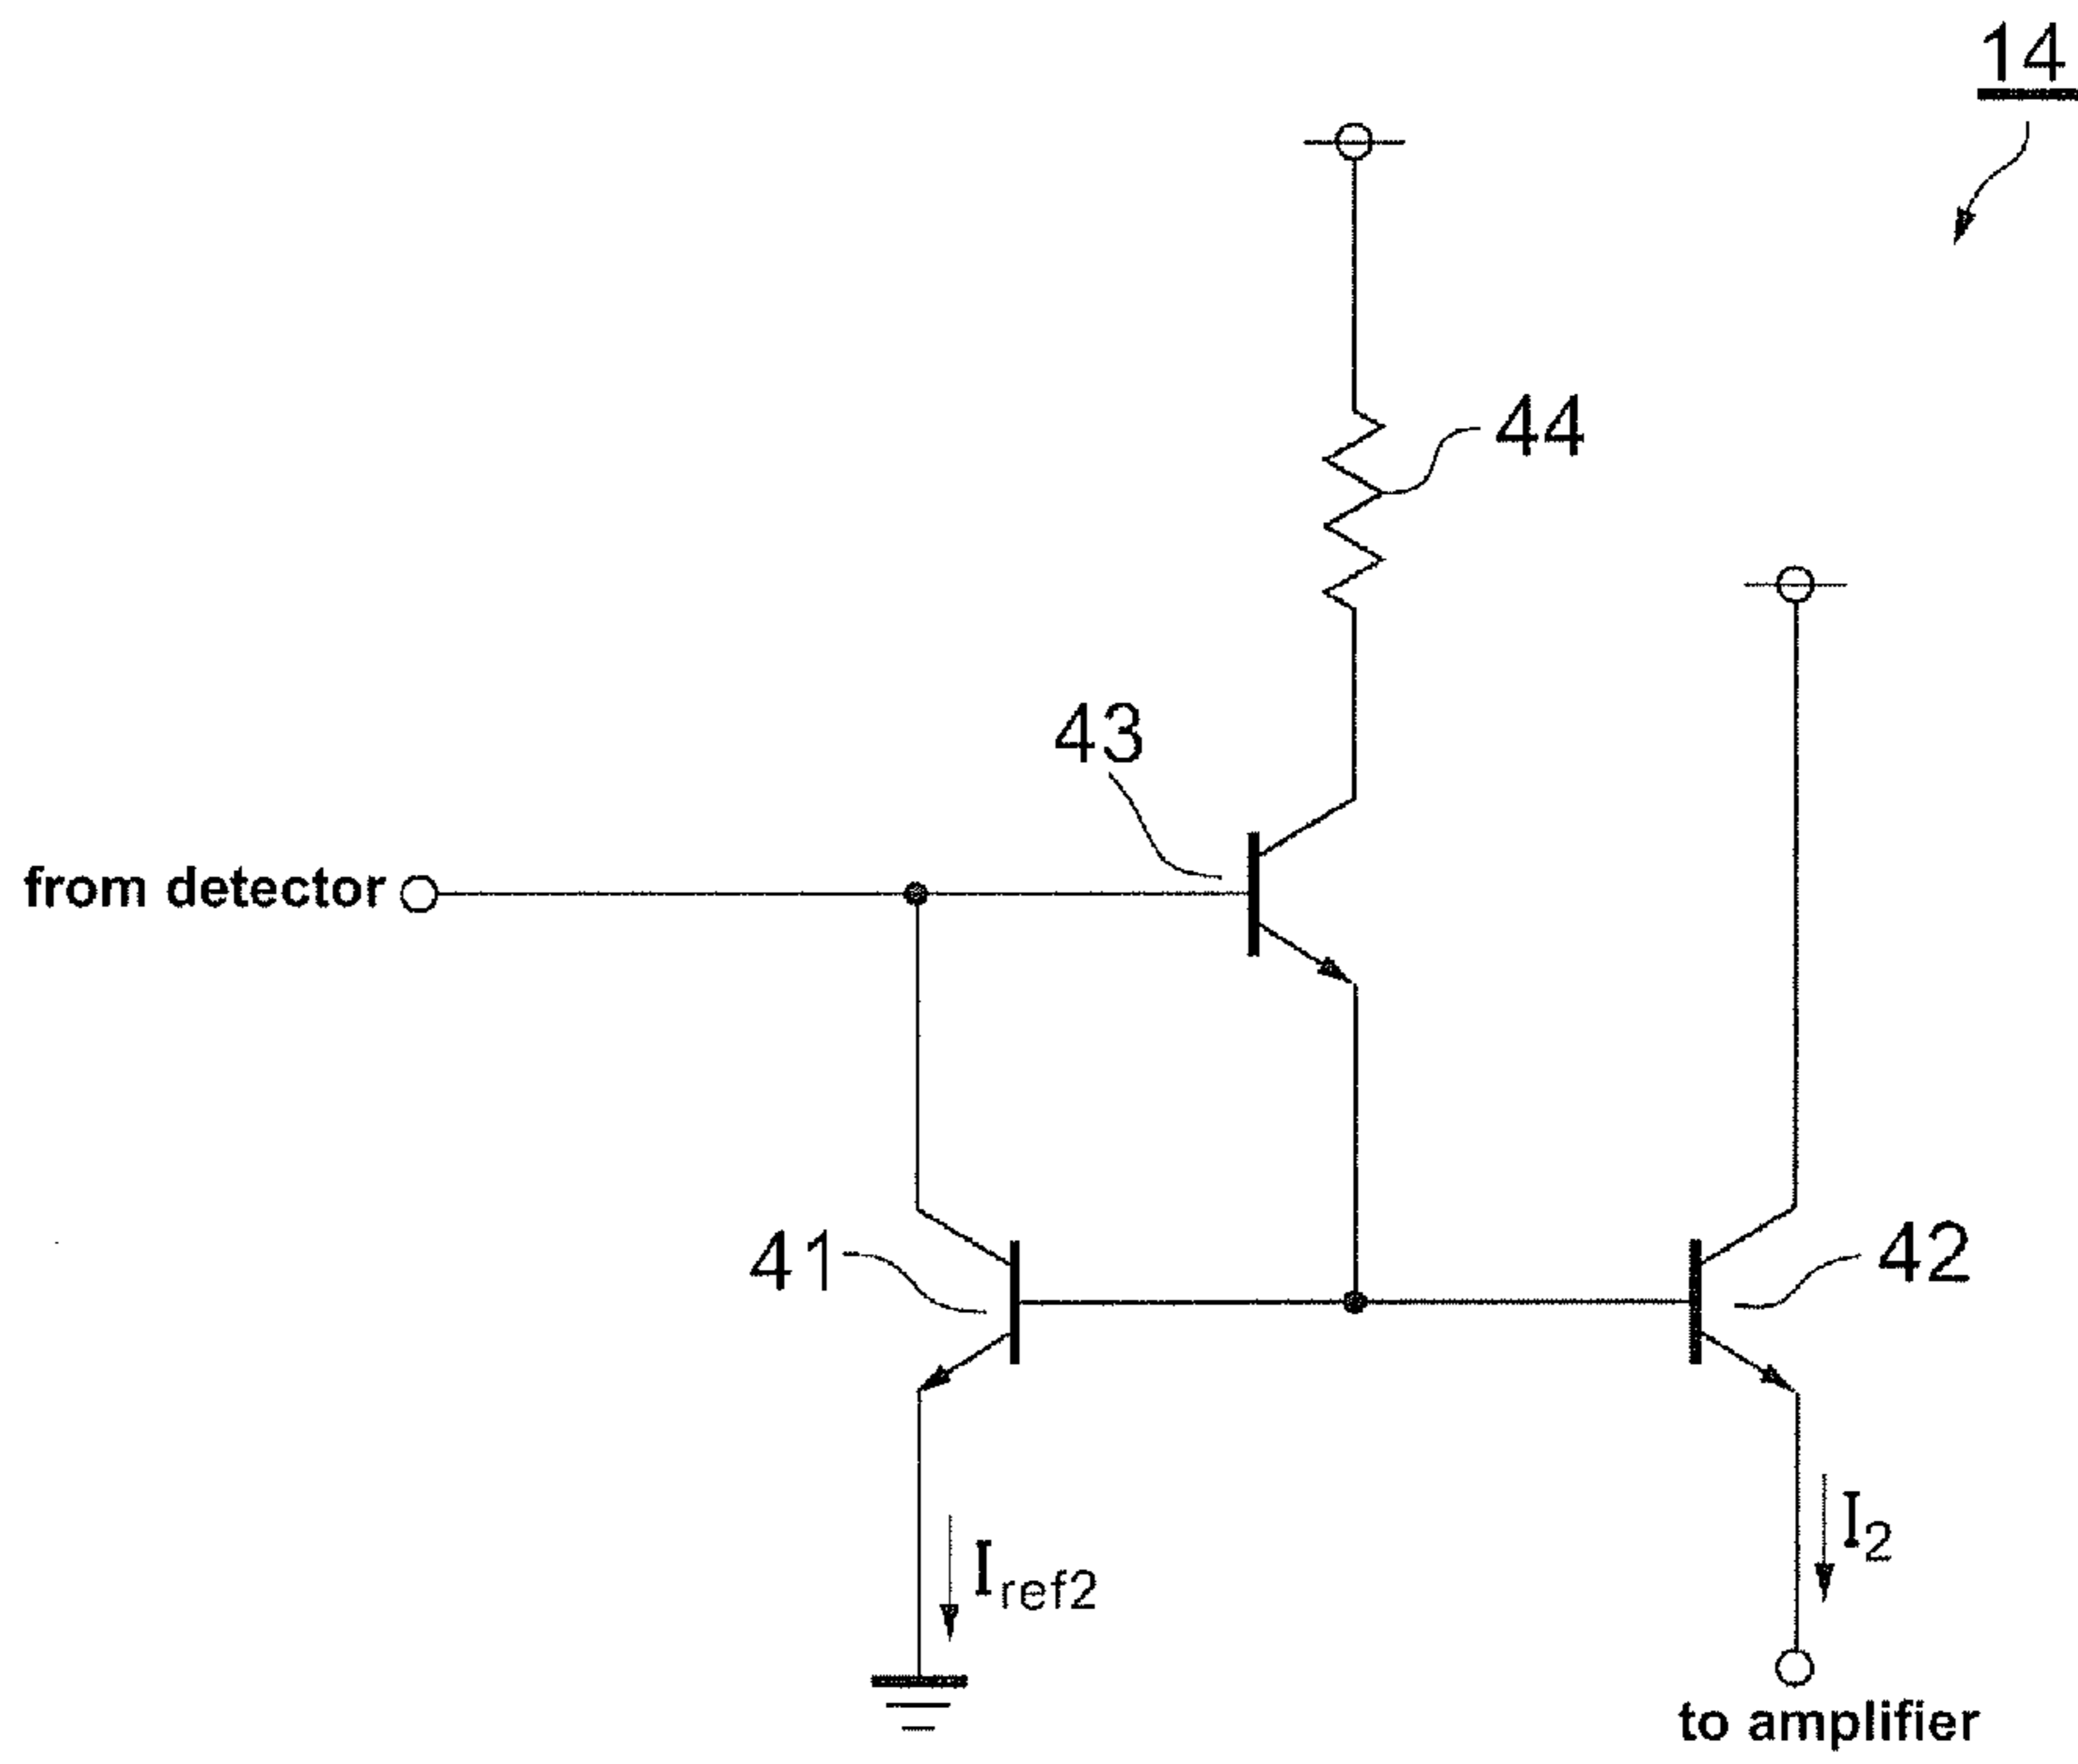 14
44
43
from detector
41
42
I2
Iref2
to amplifier